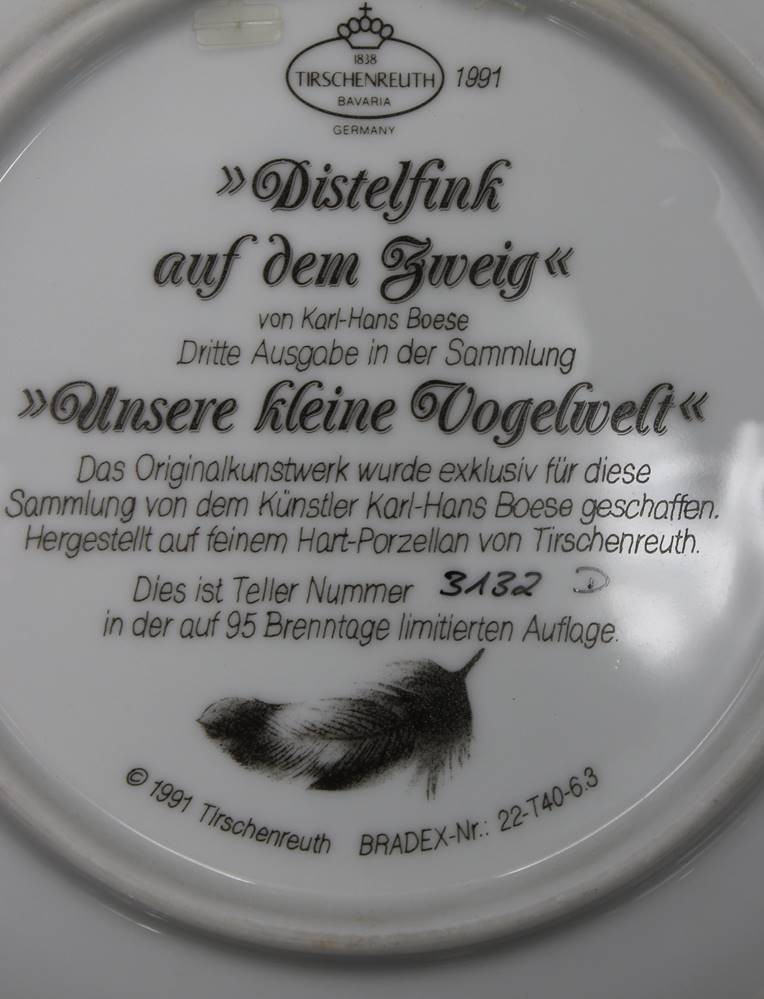 1838
TIRSCHENREUTH 1991
BAVARIA
GERMANY
»Distelfink
auf dem Zweig«
von Karl-Hans Boese
Dritte Ausgabe in der Sammlung
»Unsere kleine Vogelwelt«
Das Originalkunstwerk wurde exklusiv für diese
Sammlung von dem Künstler Karl-Hans Boese geschaffen.
Hergestellt auf feinem Hart-Porzellan von Tirschenreuth.
Dies ist Teller Nummer 3132 D
in der auf 95 Brenntage limitierten Auflage.
© 1991 Tirschenreuth BRADEX-Nr.: 22-T40-6.3